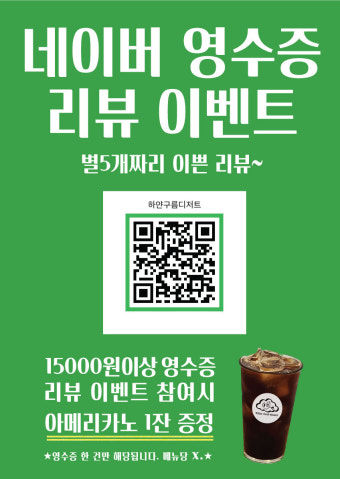 네이버 영수증
리뷰 이벤트
별5개짜리 이쁜 리뷰~
하얀구름디저트
15000원이상 영수증
리뷰 이벤트 참여시
아메리카노 1잔 증정
★영수증 한 건만 해당됩니다. 메뉴당 X.★